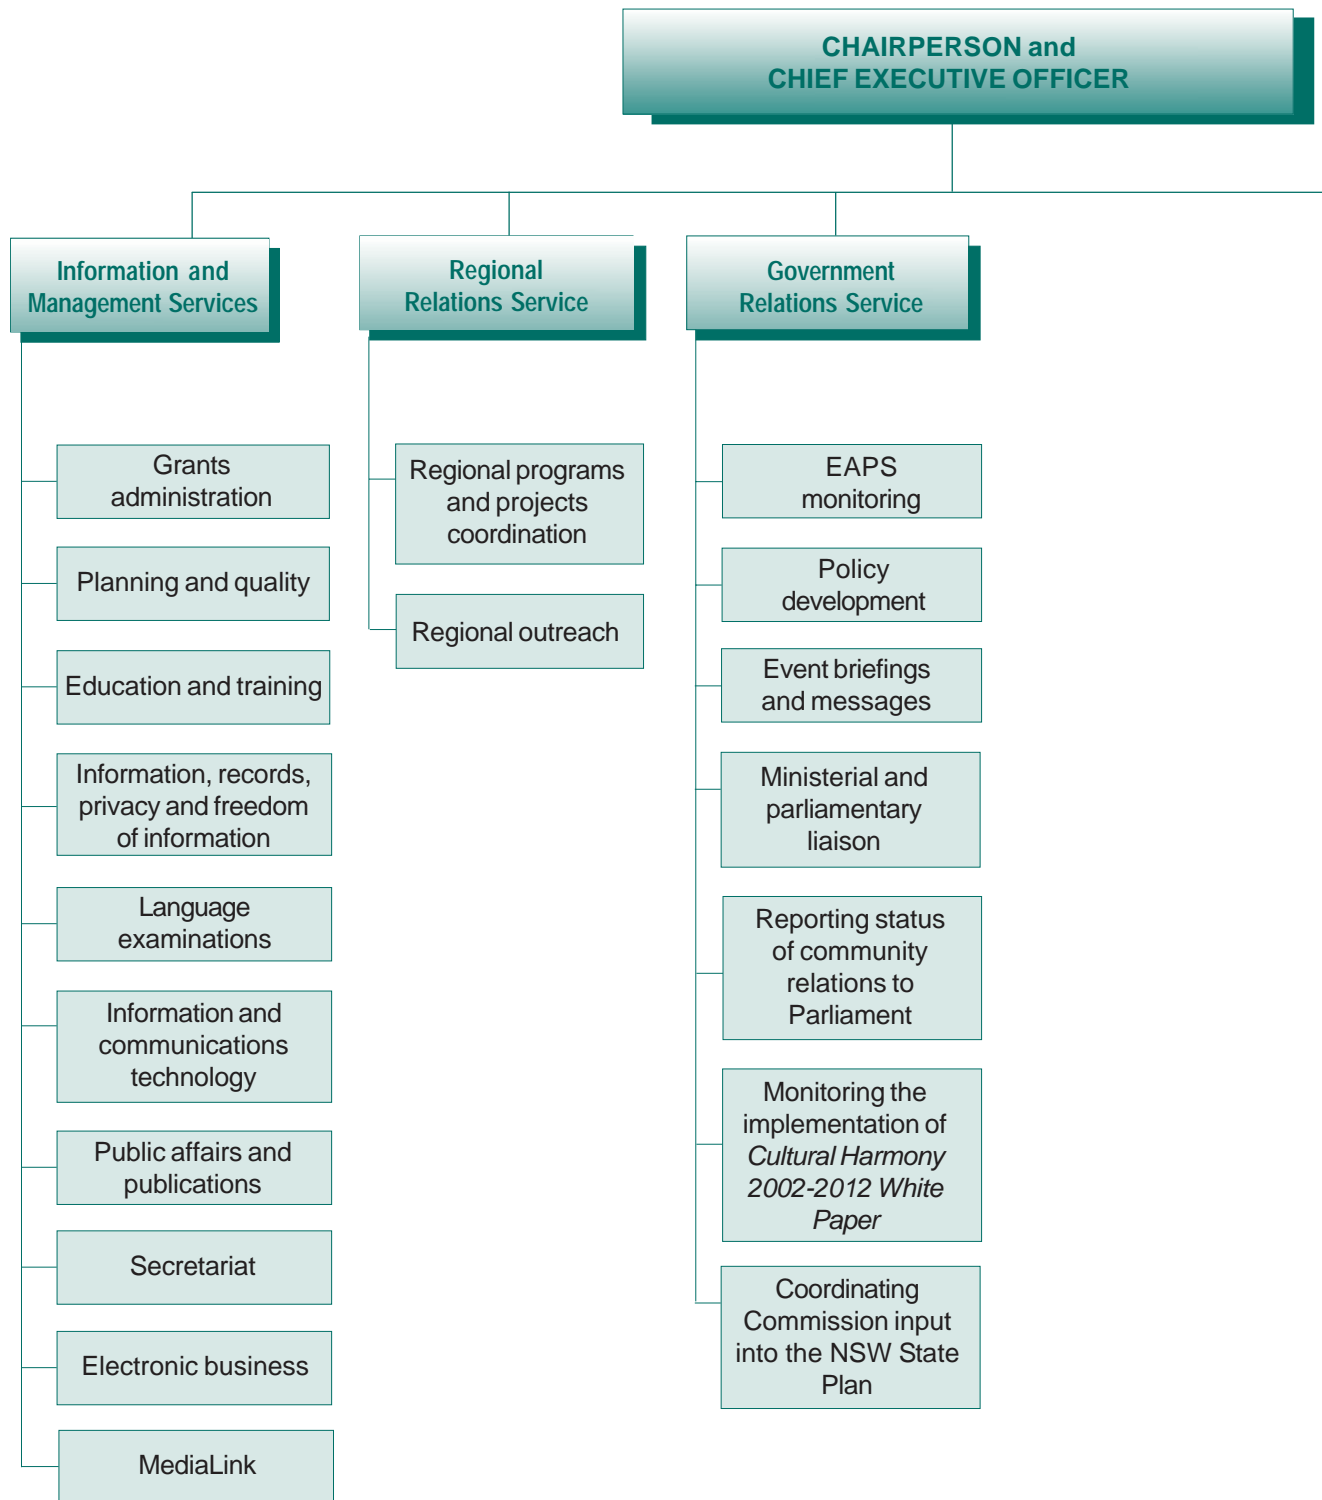 CHAIRPERSON and
CHIEF EXECUTIVE OFFICER
Information and
Management Services
Regional
Relations Service
Government
Relations Service
Grants
administration
Planning and quality
Education and training
Information, records,
privacy and freedom
of information
Language
examinations
Information and
communications
technology
Public affairs and
publications
Secretariat
Electronic business
MediaLink
Regional programs
and projects
coordination
Regional outreach
EAPS
monitoring
Policy
development
Event briefings
and messages
Ministerial and
parliamentary
liaison
Reporting status
of community
relations to
Parliament
Monitoring the
implementation of
Cultural Harmony
2002-2012 White
Paper
Coordinating
Commission input
into the NSW State
Plan